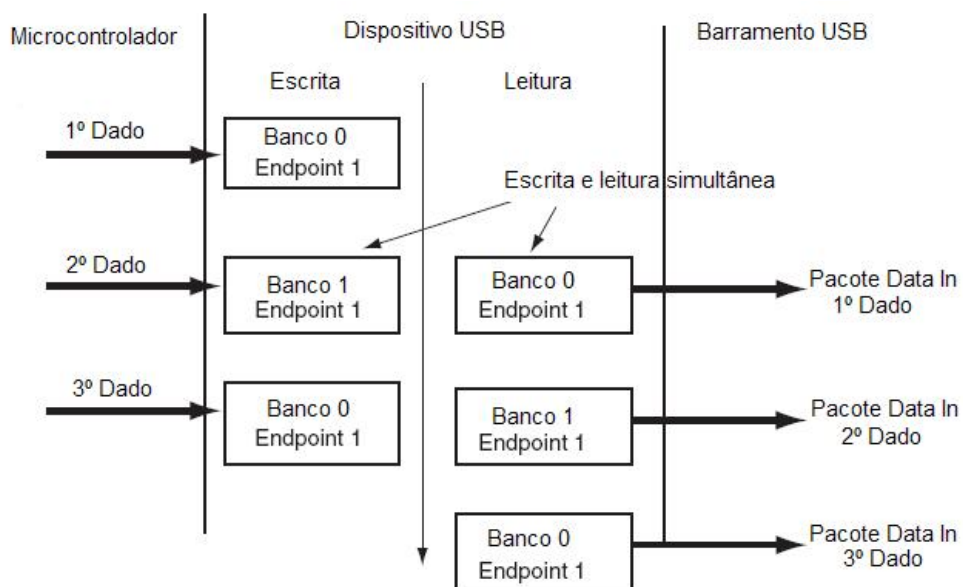 Microcontrolador
Dispositivo USB
Barramento USB
Escrita
Leitura
1º Dado
Banco 0
Endpoint 1
Escrita e leitura simultânea
2º Dado
Banco 1
Endpoint 1
Banco 0
Endpoint 1
Pacote Data In
1º Dado
3º Dado
Banco 0
Endpoint 1
Banco 1
Endpoint 1
Pacote Data In
2º Dado
Banco 0
Endpoint 1
Pacote Data In
3º Dado